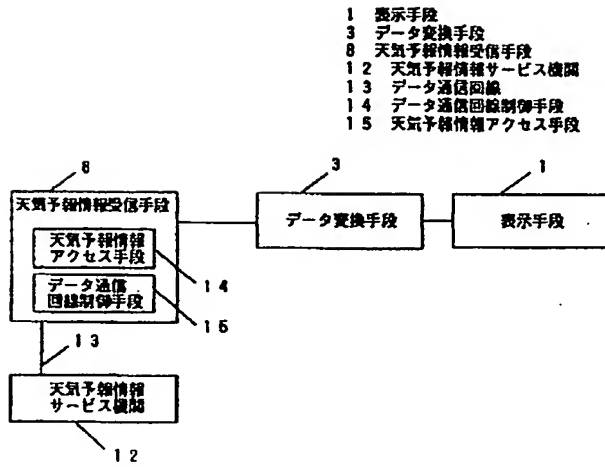 1 表示手段
3 データ変換手段
8 天気予報情報受信手段
12 天気予報情報サービス機関
13 データ通信回線
14 データ通信回線制御手段
15 天気予報情報アクセス手段
8
3
1
天気予報情報受信手段
データ変換手段
表示手段
天気予報情報
アクセス手段
14
データ通信
回線制御手段
15
13
天気予報情報
サービス機関
12